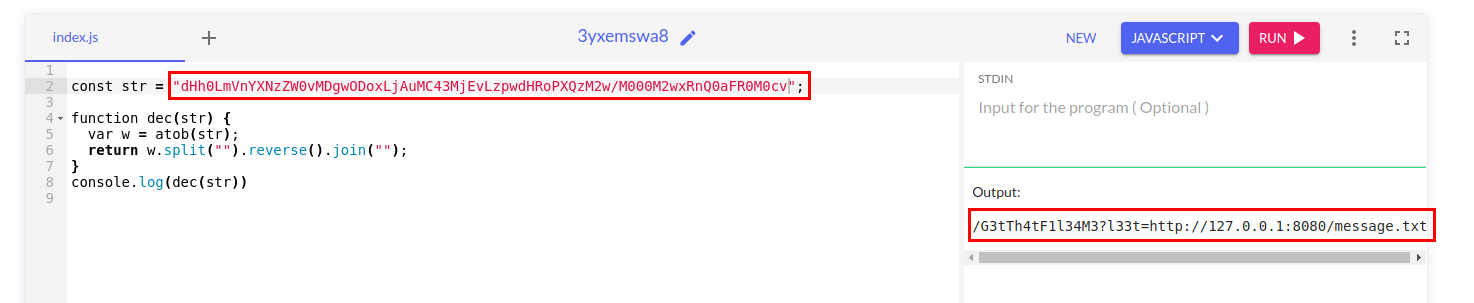 index.js
+
3yxemswa8
NEW
JAVASCRIPT
RUN
1
2 const str = "dHh0LmVnYXNzZW0vMDgwODoxLjAuMC43MjEvLzpwdHRoPXQzM2w/M000M2wxRnQ0aFR0M0cv";
3
4 function dec(str) {
5 var w = atob(str);
6 return w.split("").reverse().join("");
7 }
8 console.log(dec(str))
9
STDIN
Input for the program ( Optional )
Output:
/G3tTh4tF1l34M3?l33t=http://127.0.0.1:8080/message.txt